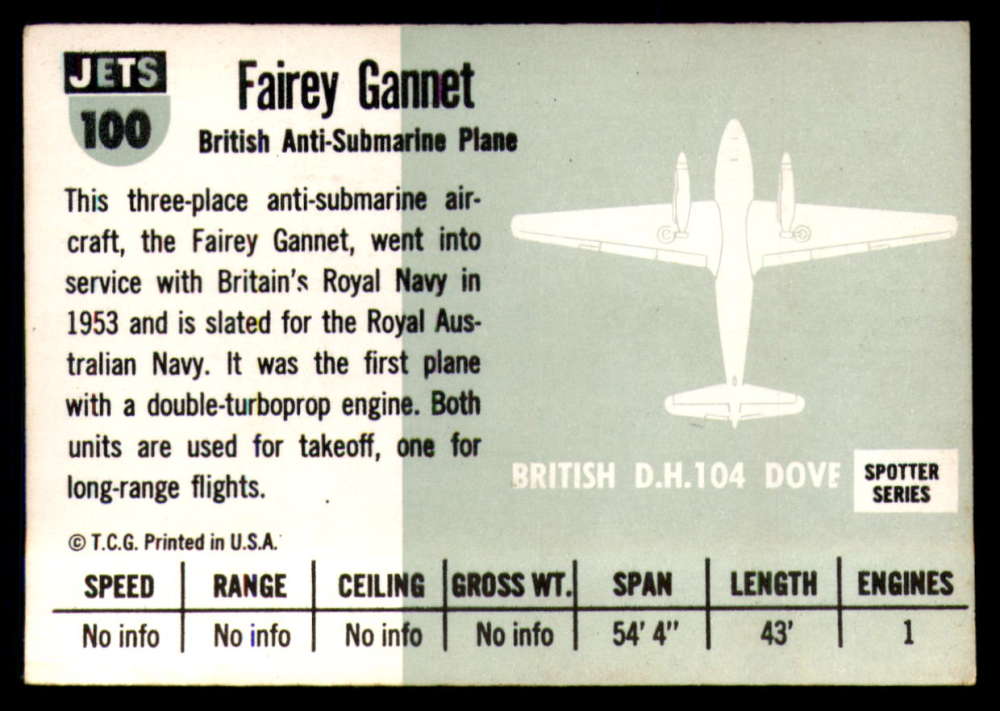 JETS
100
Fairey Gannet
British Anti-Submarine Plane
This three-place anti-submarine air-
craft, the Fairey Gannet, went into
service with Britain's Royal Navy in
1953 and is slated for the Royal Aus-
tralian Navy. It was the first plane
with a double-turboprop engine. Both
units are used for takeoff, one for
long-range flights.
© T.C.G. Printed in U.S.A.
BRITISH D.H.104 DOVE
SPOTTER
SERIES
SPEED RANGE CEILING GROSS WT. SPAN LENGTH ENGINES
No info No info No info No info 54' 4" 43' 1